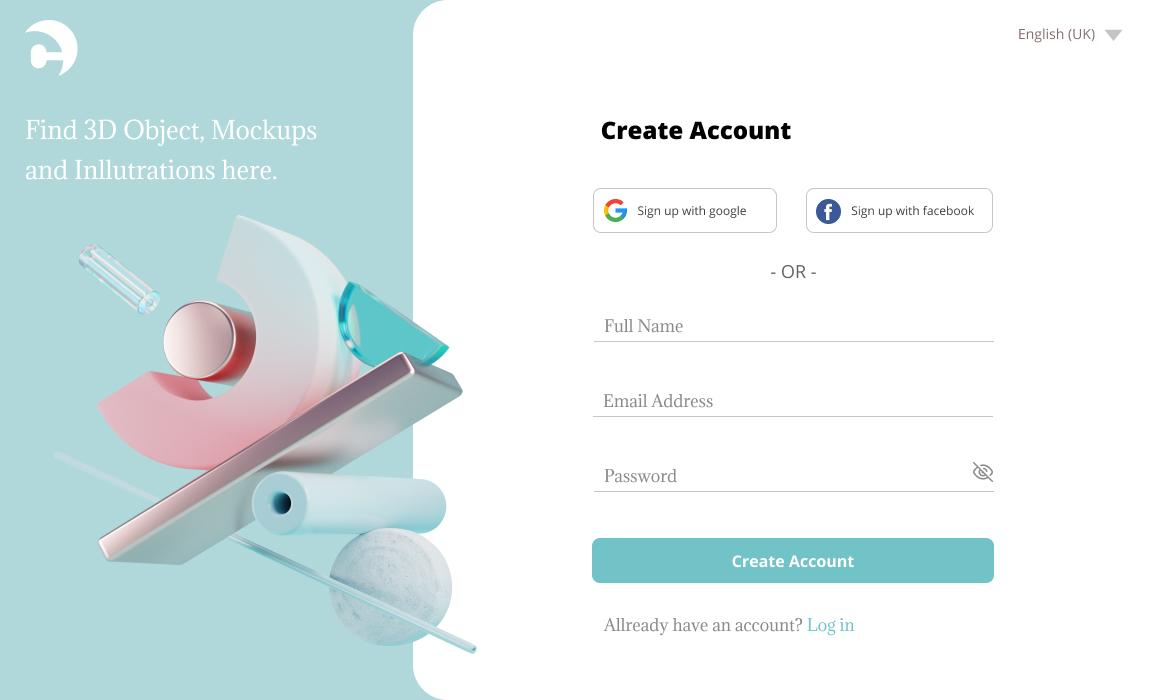 English (UK)
Find 3D Object, Mockups
and Inllutrations here.
Create Account
Sign up with google
Sign up with facebook
- OR -
Full Name
Email Address
Password
Create Account
Allready have an account? Log in